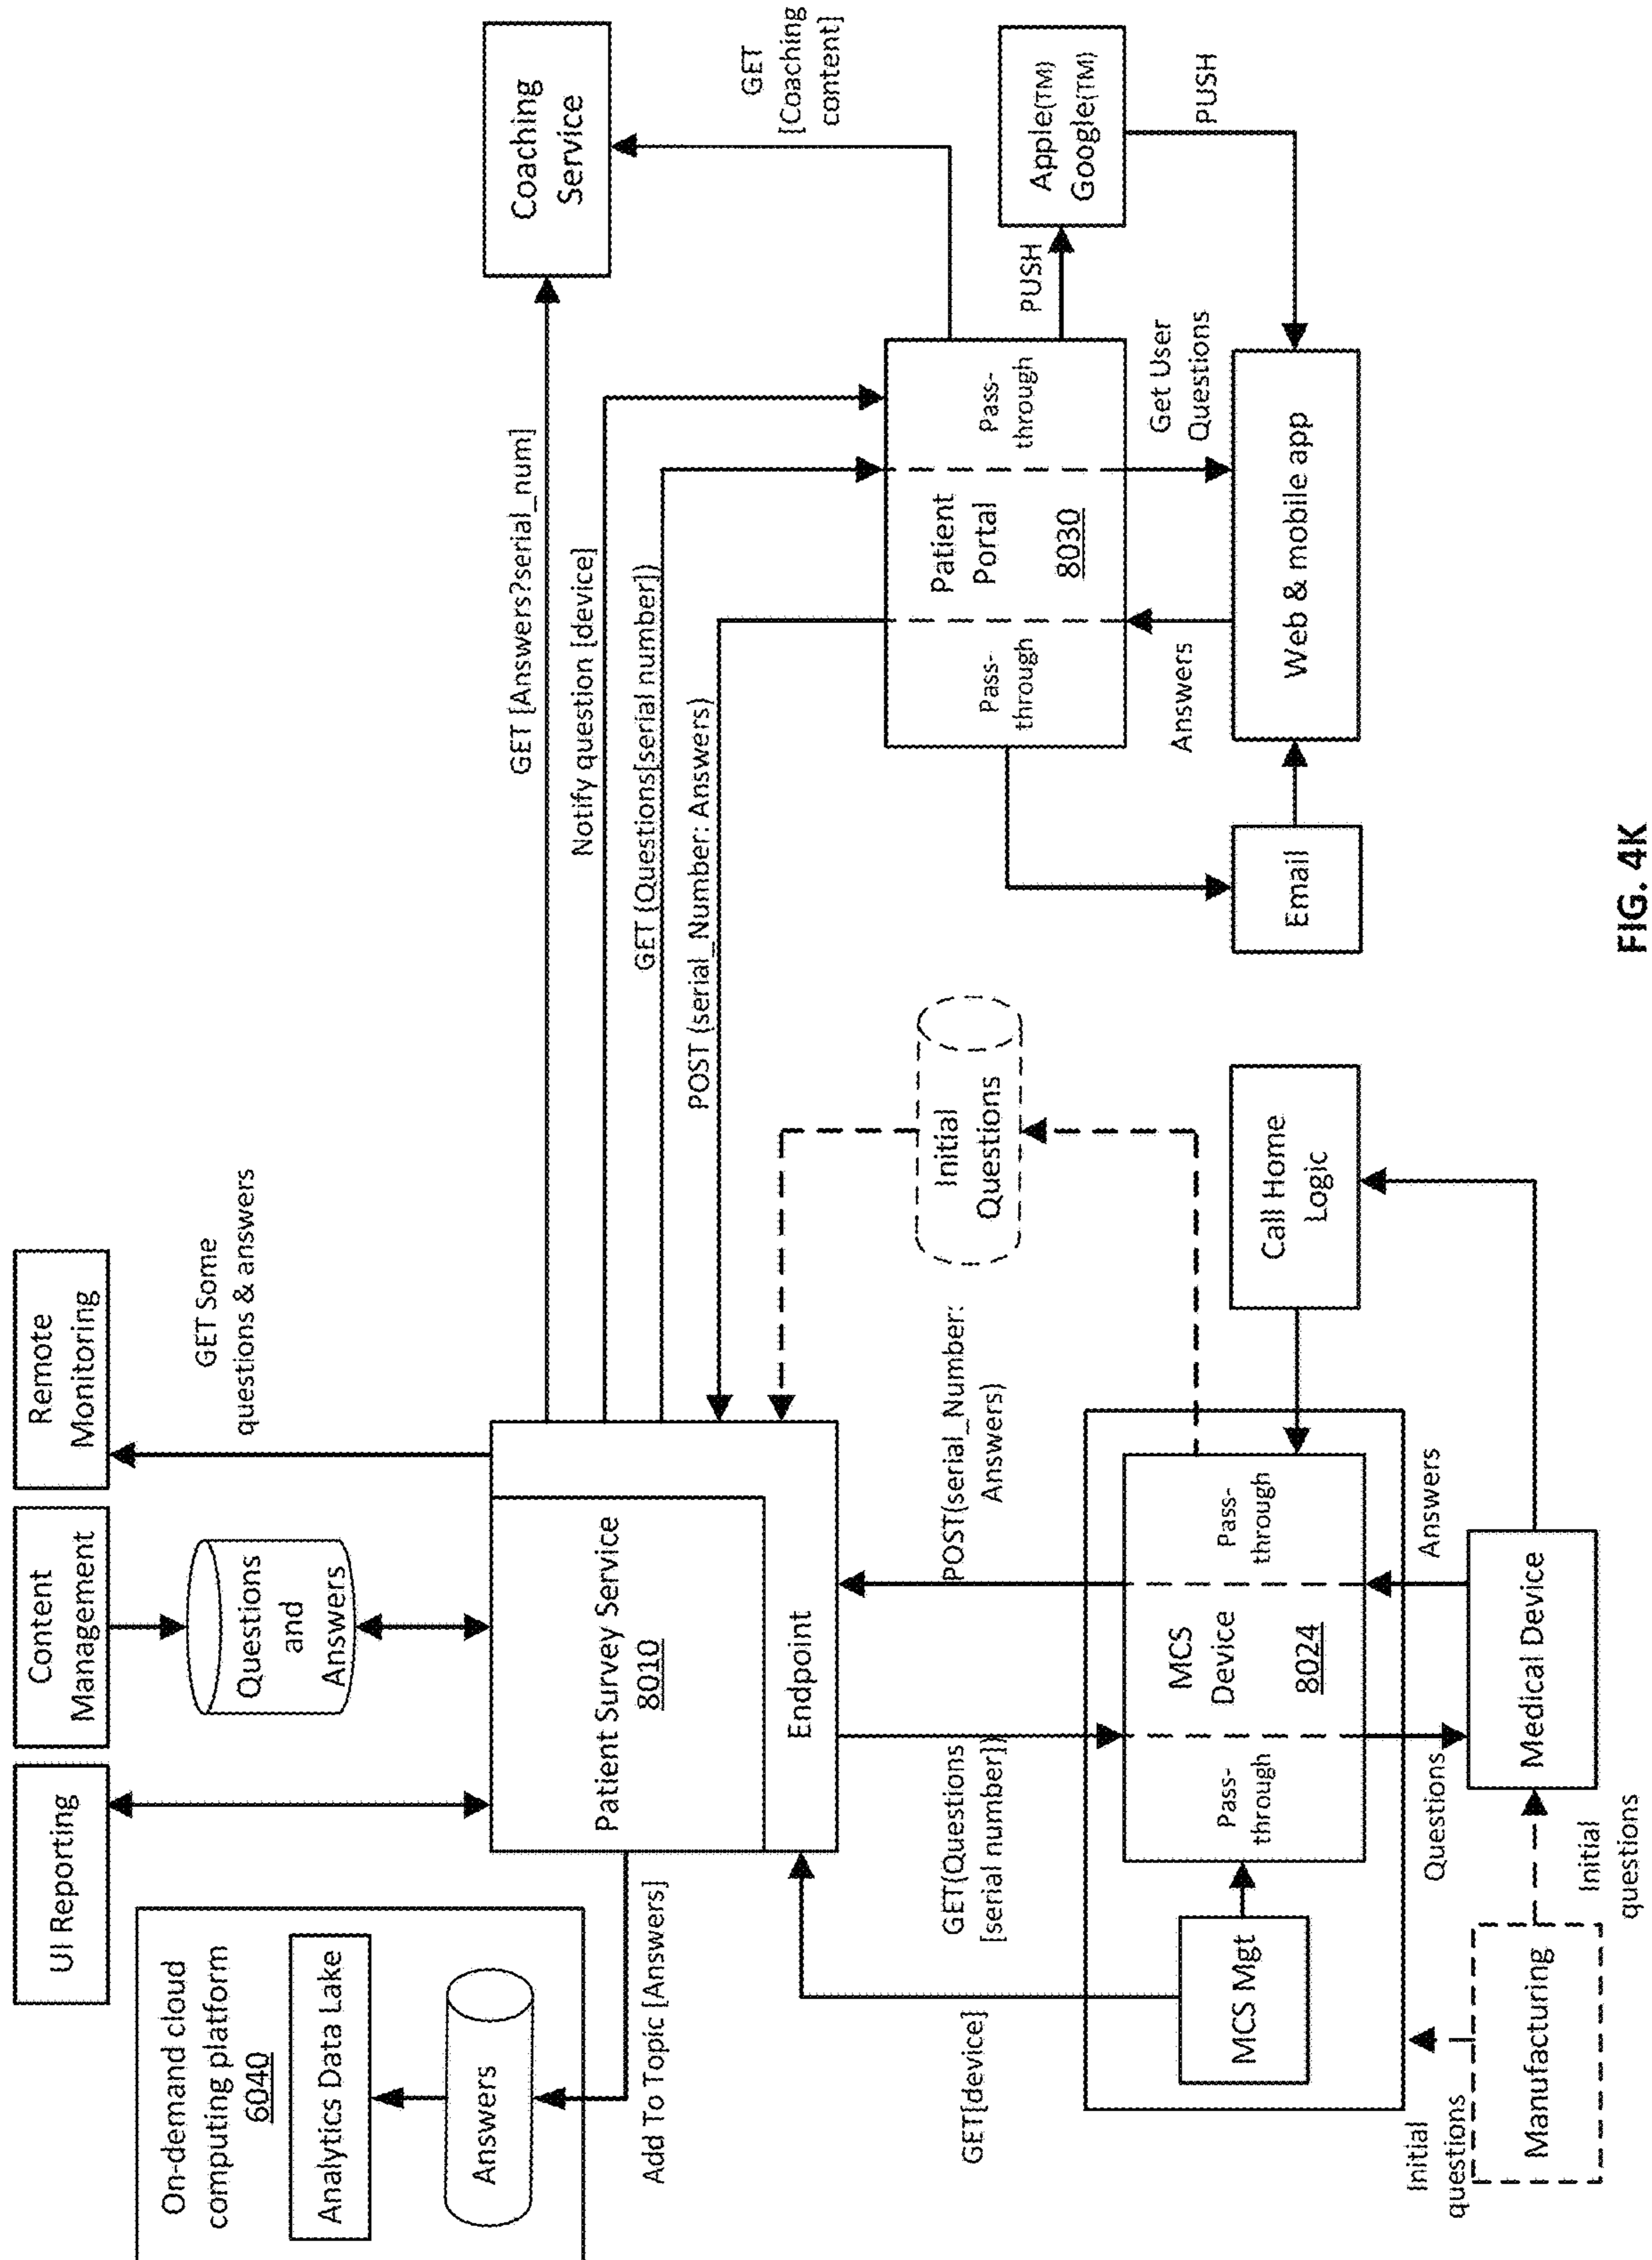 UI Reporting
Content
Management
Remote
Monitoring
GET Some
questions & answers
On-demand cloud
computing platform
6040
Analytics Data Lake
Answers
Add To Topic [Answers]
Questions
and
Answers
Patient Survey Service
8010
Endpoint
GET [Answers?serial_num]
Notify question [device]
GET (Questions[serial number])
POST (serial_Number: Answers)
Coaching
Service
GET
[Coaching
content]
GET[device]
GET(Questions
[serial number])
POST(serial_Number:
Answers)
Initial
Questions
Pass-
through
Patient
Portal
8030
Pass-
through
PUSH
Apple(TM)
Google(TM)
PUSH
MCS Mgt
Pass-
through
MCS
Device
8024
Pass-
through
Call Home
Logic
Email
Answers
Get User
Questions
Web & mobile app
Initial
questions
Questions
Answers
Manufacturing
Medical Device
Initial
questions
FIG. 4K